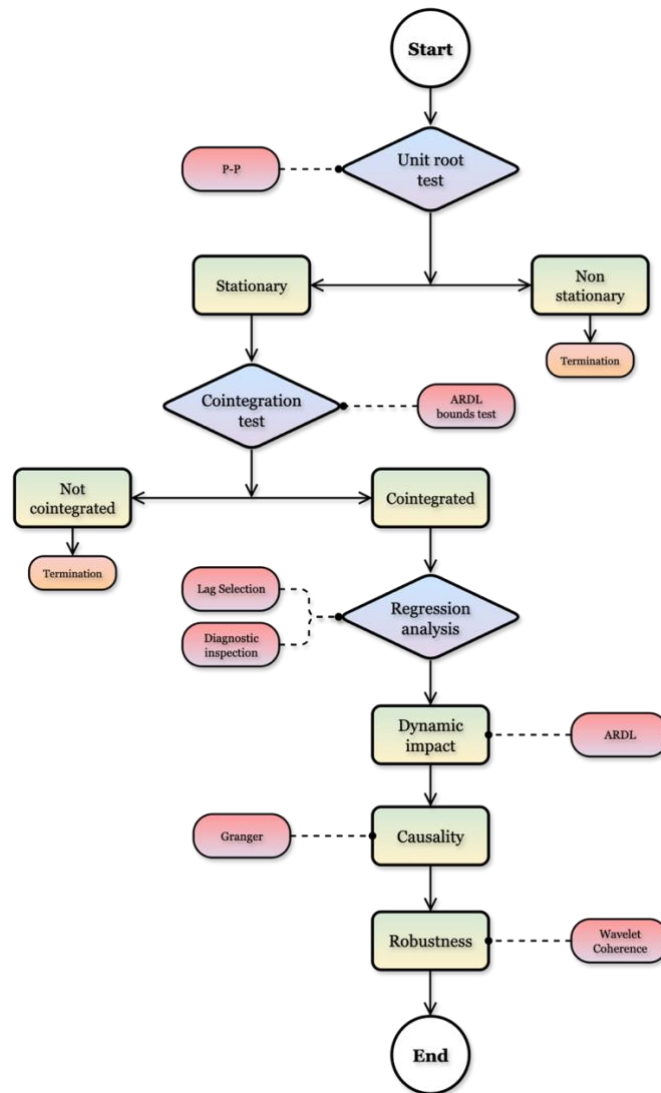 Start
Unit root
test
P-P
Stationary
Non
stationary
Termination
Cointegration
test
ARDL
bounds test
Not
cointegrated
Cointegrated
Termination
Lag Selection
Diagnostic
inspection
Regression
analysis
Dynamic
impact
ARDL
Granger
Causality
Robustness
Wavelet
Coherence
End